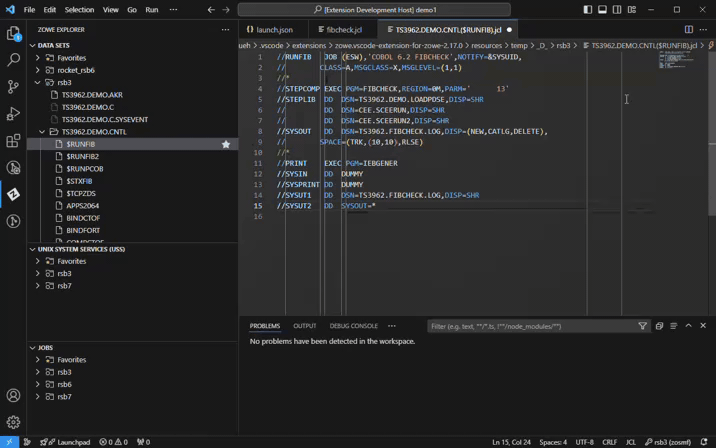 File Edit Selection View Go Run ···
[Extension Development Host] demo1
ZOWE EXPLORER ···
DATA SETS
Favorites
rocket_rsb6
rsb3
TS3962.DEMO.AKR
TS3962.DEMO.C
TS3962.DEMO.C.SYSEVENT
TS3962.DEMO.CNTL
$RUNFIB
$RUNFIB2
$RUNPCOB
$STXFIB
$TCPZDS
APPS2064
BINDCTOF
BINDFORT
COMPCTOF
UNIX SYSTEM SERVICES (USS)
Favorites
rsb3
rsb7
JOBS
Favorites
rsb3
rsb6
rsb7
launch.json fibcheck.jcl TS3962.DEMO.CNTL($RUNFIB).jcl
ueh > .vscode > extensions > zowe.vscode-extension-for-zowe-2.17.0 > resources > temp > _D_ > rsb3 > TS3962.DEMO.CNTL($RUNFIB).jcl >
1 //RUNFIB JOB (ESW),'COBOL 6.2 FIBCHECK',NOTIFY=&SYSUID,
2 // CLASS=A,MSGCLASS=X,MSGLEVEL=(1,1)
3 //*
4 //STEPCOMP EXEC PGM=FIBCHECK,REGION=0M,PARM=' 13'
5 //STEPLIB DD DSN=TS3962.DEMO.LOADPDSE,DISP=SHR
6 // DD DSN=CEE.SCEERUN,DISP=SHR
7 // DD DSN=CEE.SCEERUN2,DISP=SHR
8 //SYSOUT DD DSN=TS3962.FIBCHECK.LOG,DISP=(NEW,CATLG,DELETE),
9 // SPACE=(TRK,(10,10),RLSE)
10 //*
11 //PRINT EXEC PGM=IEBGENER
12 //SYSIN DD DUMMY
13 //SYSPRINT DD DUMMY
14 //SYSUT1 DD DSN=TS3962.FIBCHECK.LOG,DISP=SHR
15 //SYSUT2 DD SYSOUT=*
16
PROBLEMS OUTPUT DEBUG CONSOLE ··· Filter (e.g. text, **/*.ts, !**/node_modules/**)
No problems have been detected in the workspace.
Launchpad 0 0 0 Ln 15, Col 24 Spaces: 4 UTF-8 CRLF JCL rsb3 (zosmf)